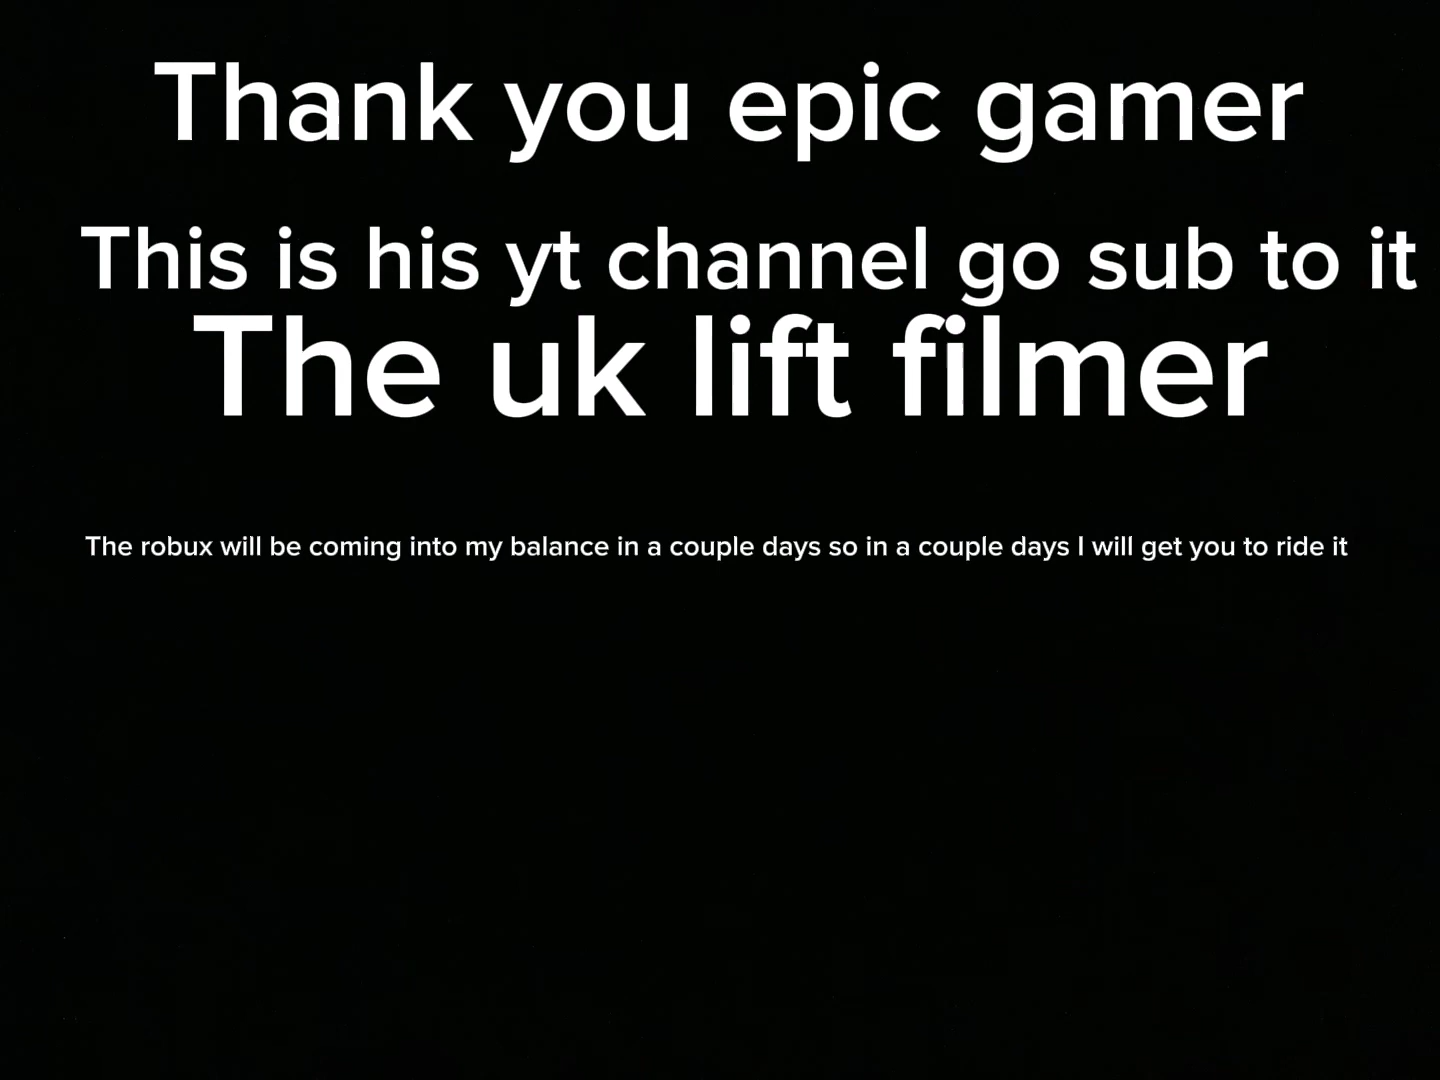 Thank you epic gamer
This is his yt channel go sub to it
The uk lift filmer
The robux will be coming into my balance in a couple days so in a couple days I will get you to ride it